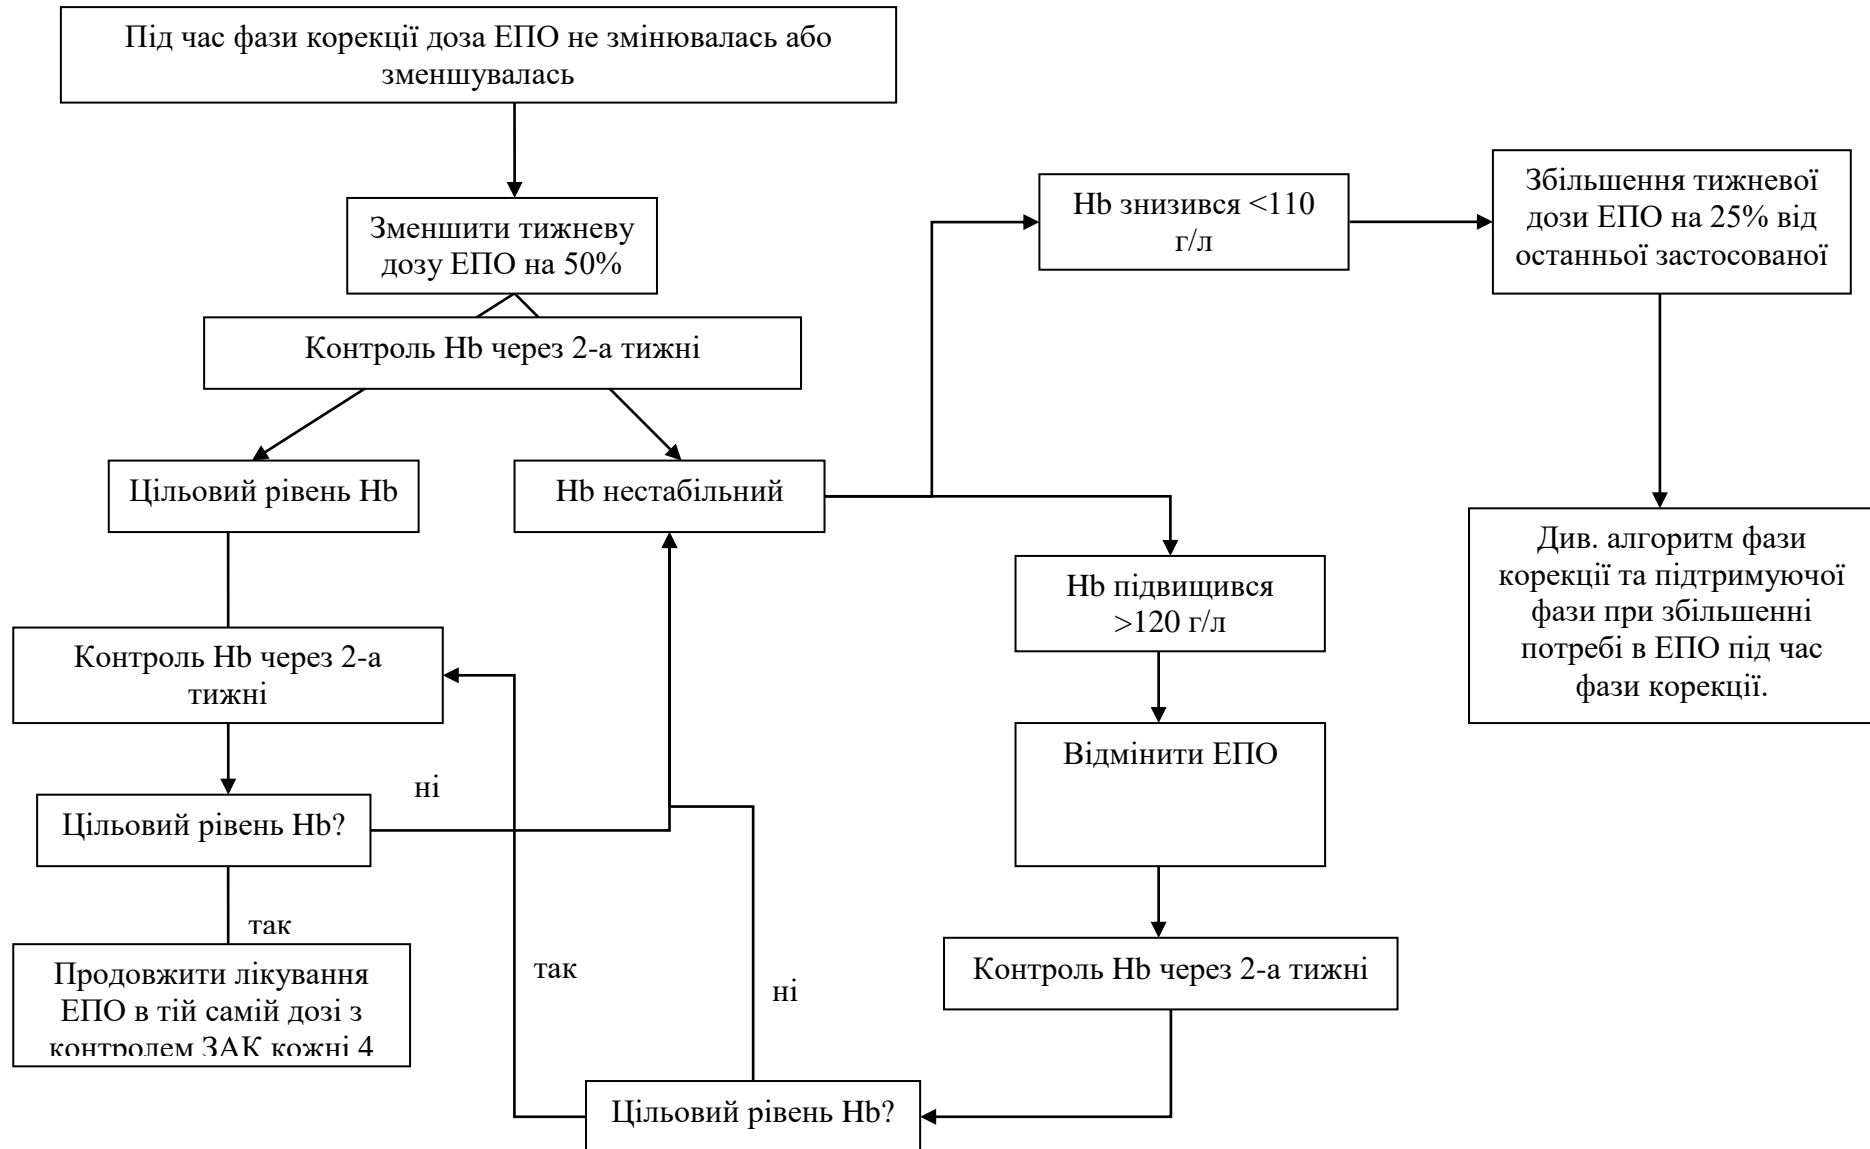 Під час фази корекції доза ЕПО не змінювалась або
зменшувалась
Зменшити тижневу
дозу ЕПО на 50%
Контроль Hb через 2-а тижні
Hb знизився <110
г/л
Збільшення тижневої
дози ЕПО на 25% від
останньої застосованої
Цільовий рівень Hb
Hb нестабільний
Hb підвищився
>120 г/л
Див. алгоритм фази
корекції та підтримуючої
фази при збільшенні
потребі в ЕПО під час
фази корекції.
Контроль Hb через 2-а
тижні
Відмінити ЕПО
ні
Цільовий рівень Hb?
так
Продовжити лікування
ЕПО в тій самій дозі з
контролем ЗАК кожні 4
так
ні
Контроль Hb через 2-а тижні
Цільовий рівень Hb?